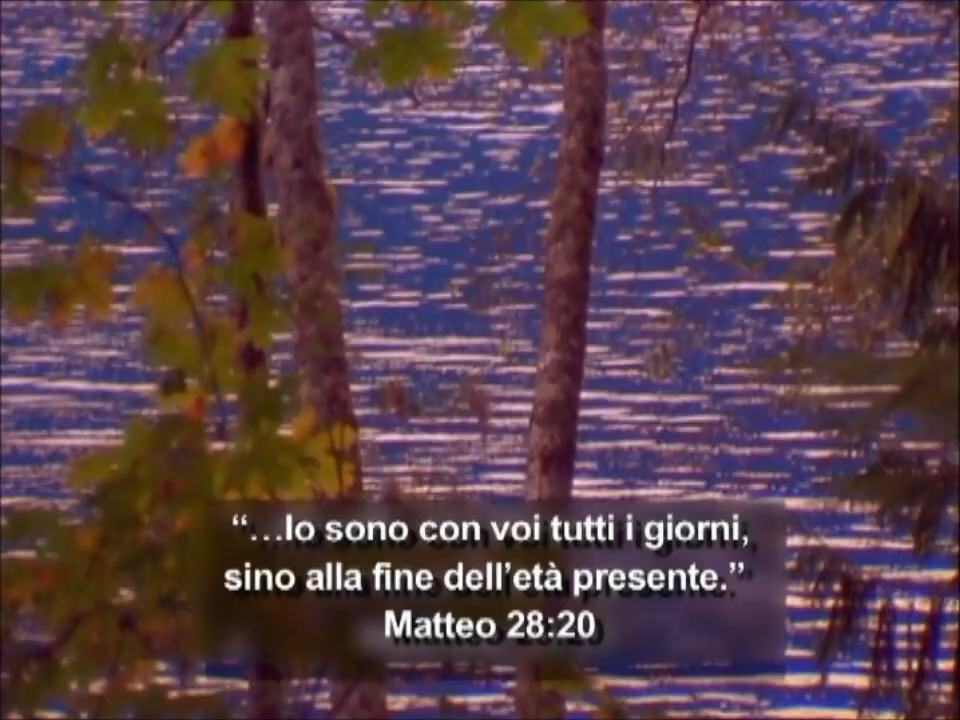 “…Io sono con voi tutti i giorni,
sino alla fine dell’età presente.”
Matteo 28:20